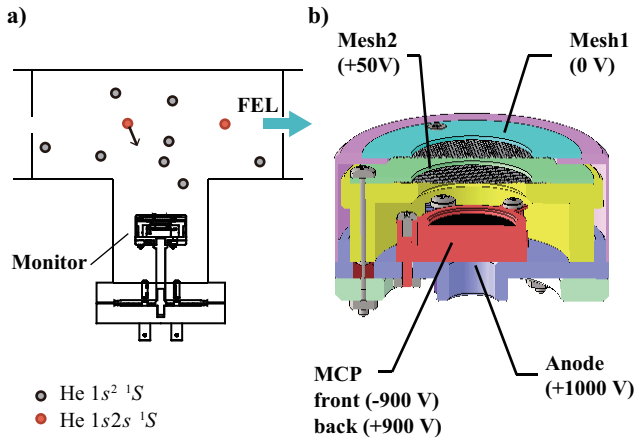 a)
FEL
Monitor
He 1s² ¹S
He 1s2s ¹S
b)
Mesh2
(+50V)
Mesh1
(0 V)
MCP
front (-900 V)
back (+900 V)
Anode
(+1000 V)